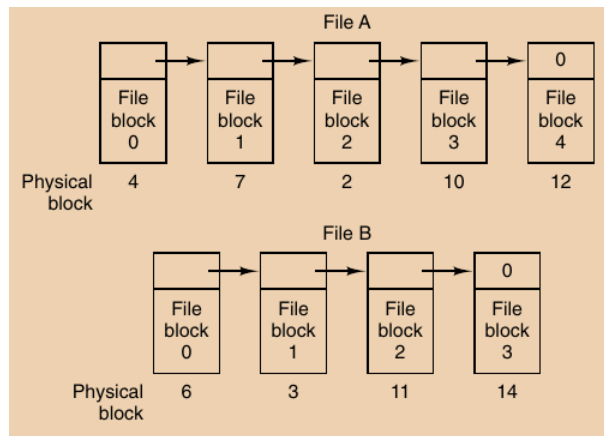 File A
0
File File File File File
block block block block block
0 1 2 3 4
Physical 4 7 2 10 12
block
File B
0
File File File File
block block block block
0 1 2 3
Physical 6 3 11 14
block